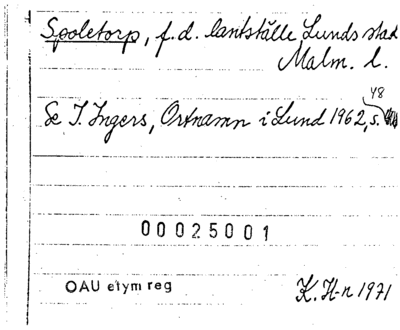 Spoletorp, f.d. lantställe Lunds stad
Malm. l.
48
Se I. Ingers, Ortnamn i Lund 1962, s.
00025001
OAU etym reg
K. H-n 1971